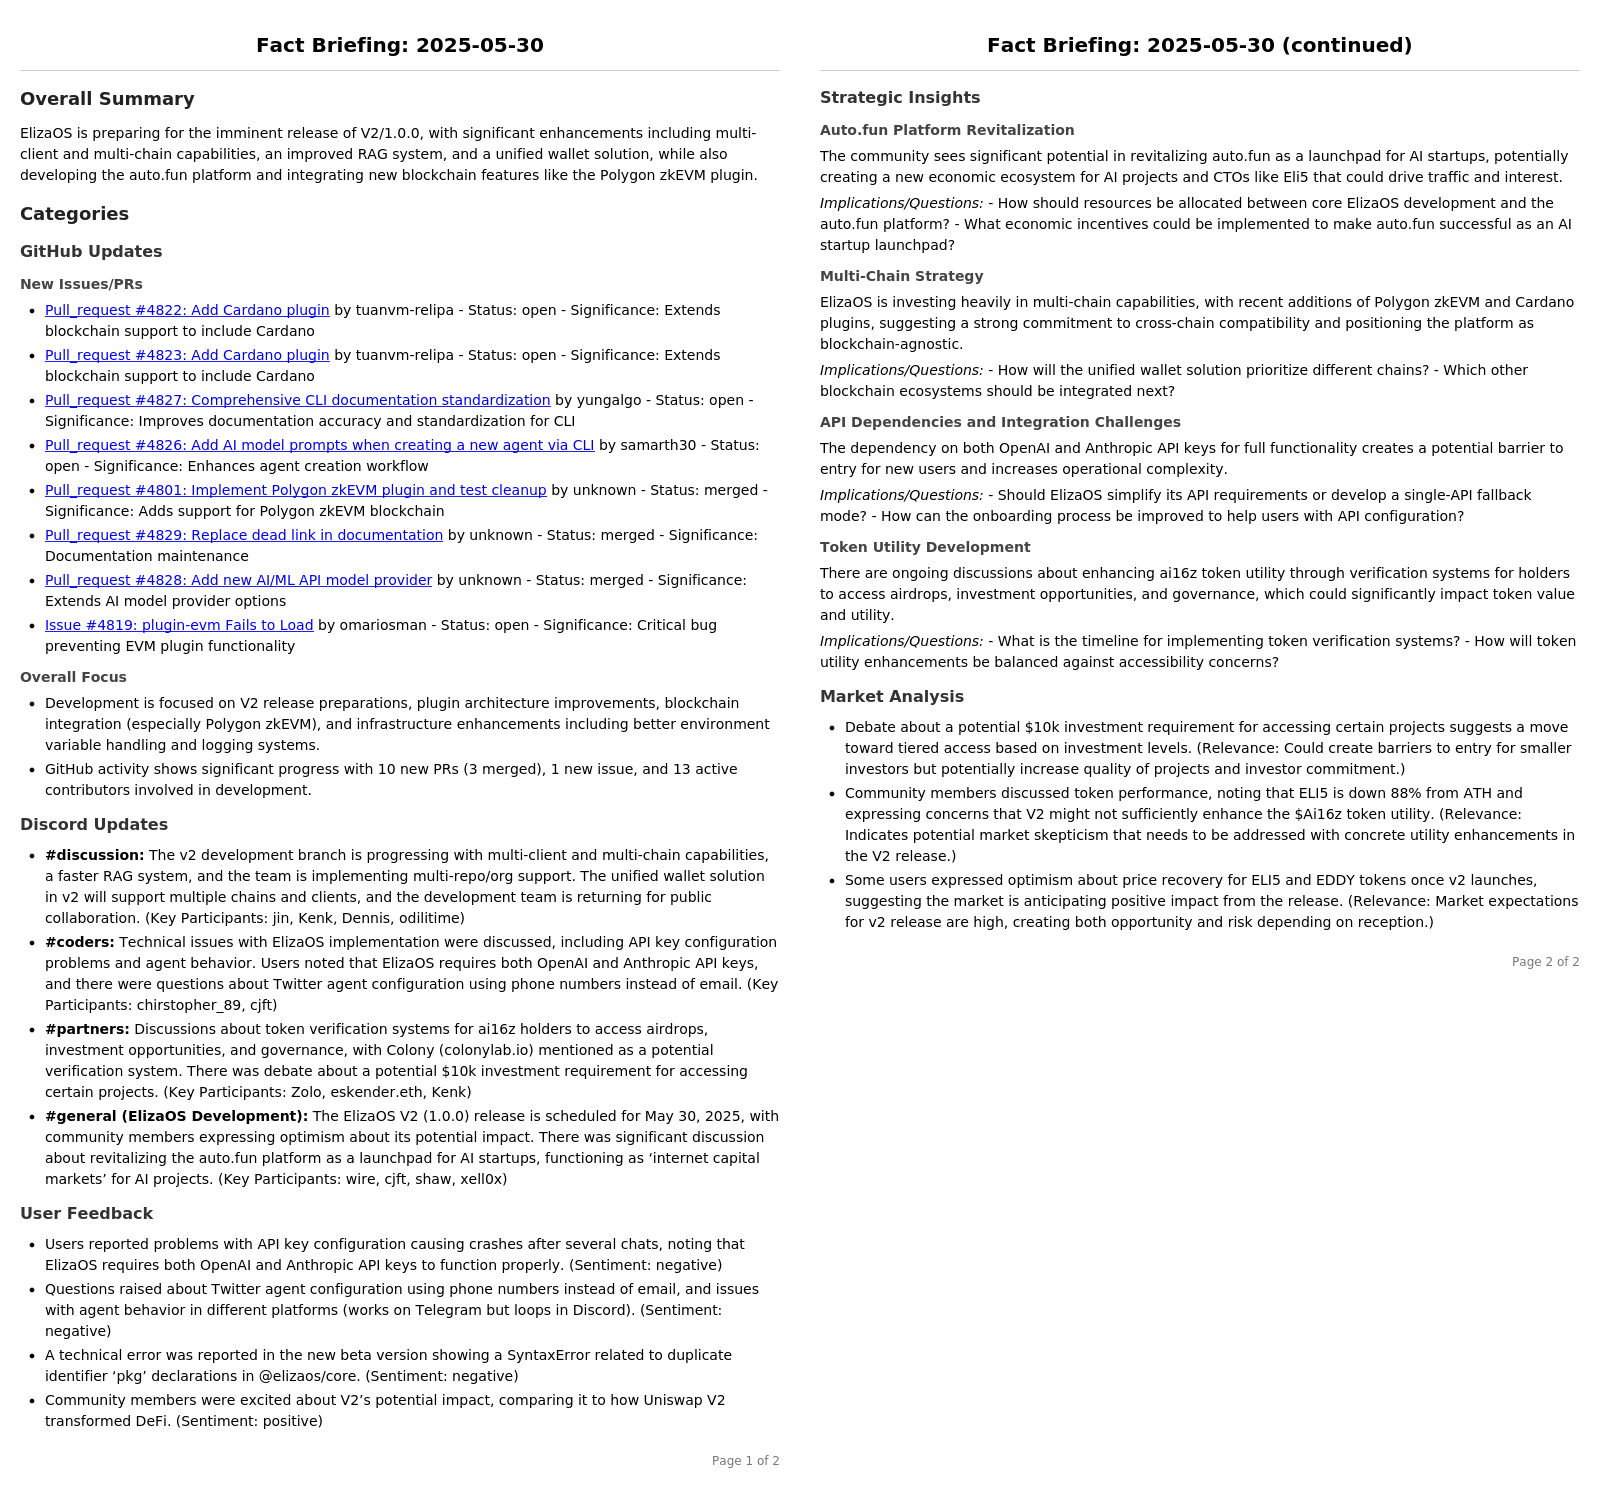 Fact Briefing: 2025-05-30
Overall Summary
ElizaOS is preparing for the imminent release of V2/1.0.0, with significant enhancements including multi-
client and multi-chain capabilities, an improved RAG system, and a unified wallet solution, while also
developing the auto.fun platform and integrating new blockchain features like the Polygon zkEVM plugin.
Categories
GitHub Updates
New Issues/PRs
• Pull_request #4822: Add Cardano plugin by tuanvm-relipa - Status: open - Significance: Extends
blockchain support to include Cardano
• Pull_request #4823: Add Cardano plugin by tuanvm-relipa - Status: open - Significance: Extends
blockchain support to include Cardano
• Pull_request #4827: Comprehensive CLI documentation standardization by yungalgo - Status: open -
Significance: Improves documentation accuracy and standardization for CLI
• Pull_request #4826: Add AI model prompts when creating a new agent via CLI by samarth30 - Status:
open - Significance: Enhances agent creation workflow
• Pull_request #4801: Implement Polygon zkEVM plugin and test cleanup by unknown - Status: merged -
Significance: Adds support for Polygon zkEVM blockchain
• Pull_request #4829: Replace dead link in documentation by unknown - Status: merged - Significance:
Documentation maintenance
• Pull_request #4828: Add new AI/ML API model provider by unknown - Status: merged - Significance:
Extends AI model provider options
• Issue #4819: plugin-evm Fails to Load by omariosman - Status: open - Significance: Critical bug
preventing EVM plugin functionality
Overall Focus
• Development is focused on V2 release preparations, plugin architecture improvements, blockchain
integration (especially Polygon zkEVM), and infrastructure enhancements including better environment
variable handling and logging systems.
• GitHub activity shows significant progress with 10 new PRs (3 merged), 1 new issue, and 13 active
contributors involved in development.
Discord Updates
• #discussion: The v2 development branch is progressing with multi-client and multi-chain capabilities,
a faster RAG system, and the team is implementing multi-repo/org support. The unified wallet solution
in v2 will support multiple chains and clients, and the development team is returning for public
collaboration. (Key Participants: jin, Kenk, Dennis, odilitime)
• #coders: Technical issues with ElizaOS implementation were discussed, including API key configuration
problems and agent behavior. Users noted that ElizaOS requires both OpenAI and Anthropic API keys,
and there were questions about Twitter agent configuration using phone numbers instead of email. (Key
Participants: chirstopher_89, cjft)
• #partners: Discussions about token verification systems for ai16z holders to access airdrops,
investment opportunities, and governance, with Colony (colonylab.io) mentioned as a potential
verification system. There was debate about a potential $10k investment requirement for accessing
certain projects. (Key Participants: Zolo, eskender.eth, Kenk)
• #general (ElizaOS Development): The ElizaOS V2 (1.0.0) release is scheduled for May 30, 2025, with
community members expressing optimism about its potential impact. There was significant discussion
about revitalizing the auto.fun platform as a launchpad for AI startups, functioning as ‘internet capital
markets’ for AI projects. (Key Participants: wire, cjft, shaw, xell0x)
User Feedback
• Users reported problems with API key configuration causing crashes after several chats, noting that
ElizaOS requires both OpenAI and Anthropic API keys to function properly. (Sentiment: negative)
• Questions raised about Twitter agent configuration using phone numbers instead of email, and issues
with agent behavior in different platforms (works on Telegram but loops in Discord). (Sentiment:
negative)
• A technical error was reported in the new beta version showing a SyntaxError related to duplicate
identifier ‘pkg’ declarations in @elizaos/core. (Sentiment: negative)
• Community members were excited about V2’s potential impact, comparing it to how Uniswap V2
transformed DeFi. (Sentiment: positive)
Page 1 of 2
Fact Briefing: 2025-05-30 (continued)
Strategic Insights
Auto.fun Platform Revitalization
The community sees significant potential in revitalizing auto.fun as a launchpad for AI startups, potentially
creating a new economic ecosystem for AI projects and CTOs like Eli5 that could drive traffic and interest.
Implications/Questions: - How should resources be allocated between core ElizaOS development and the
auto.fun platform? - What economic incentives could be implemented to make auto.fun successful as an AI
startup launchpad?
Multi-Chain Strategy
ElizaOS is investing heavily in multi-chain capabilities, with recent additions of Polygon zkEVM and Cardano
plugins, suggesting a strong commitment to cross-chain compatibility and positioning the platform as
blockchain-agnostic.
Implications/Questions: - How will the unified wallet solution prioritize different chains? - Which other
blockchain ecosystems should be integrated next?
API Dependencies and Integration Challenges
The dependency on both OpenAI and Anthropic API keys for full functionality creates a potential barrier to
entry for new users and increases operational complexity.
Implications/Questions: - Should ElizaOS simplify its API requirements or develop a single-API fallback
mode? - How can the onboarding process be improved to help users with API configuration?
Token Utility Development
There are ongoing discussions about enhancing ai16z token utility through verification systems for holders
to access airdrops, investment opportunities, and governance, which could significantly impact token value
and utility.
Implications/Questions: - What is the timeline for implementing token verification systems? - How will token
utility enhancements be balanced against accessibility concerns?
Market Analysis
• Debate about a potential $10k investment requirement for accessing certain projects suggests a move
toward tiered access based on investment levels. (Relevance: Could create barriers to entry for smaller
investors but potentially increase quality of projects and investor commitment.)
• Community members discussed token performance, noting that ELI5 is down 88% from ATH and
expressing concerns that V2 might not sufficiently enhance the $Ai16z token utility. (Relevance:
Indicates potential market skepticism that needs to be addressed with concrete utility enhancements in
the V2 release.)
• Some users expressed optimism about price recovery for ELI5 and EDDY tokens once v2 launches,
suggesting the market is anticipating positive impact from the release. (Relevance: Market expectations
for v2 release are high, creating both opportunity and risk depending on reception.)
Page 2 of 2